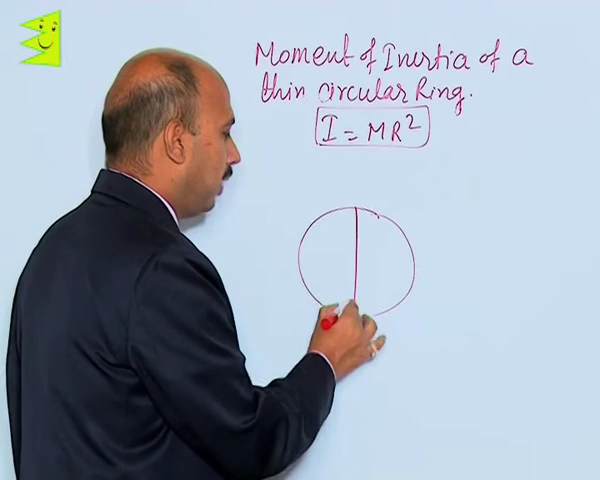 Moment of Inertia of a
thin circular Ring.
I = MR²